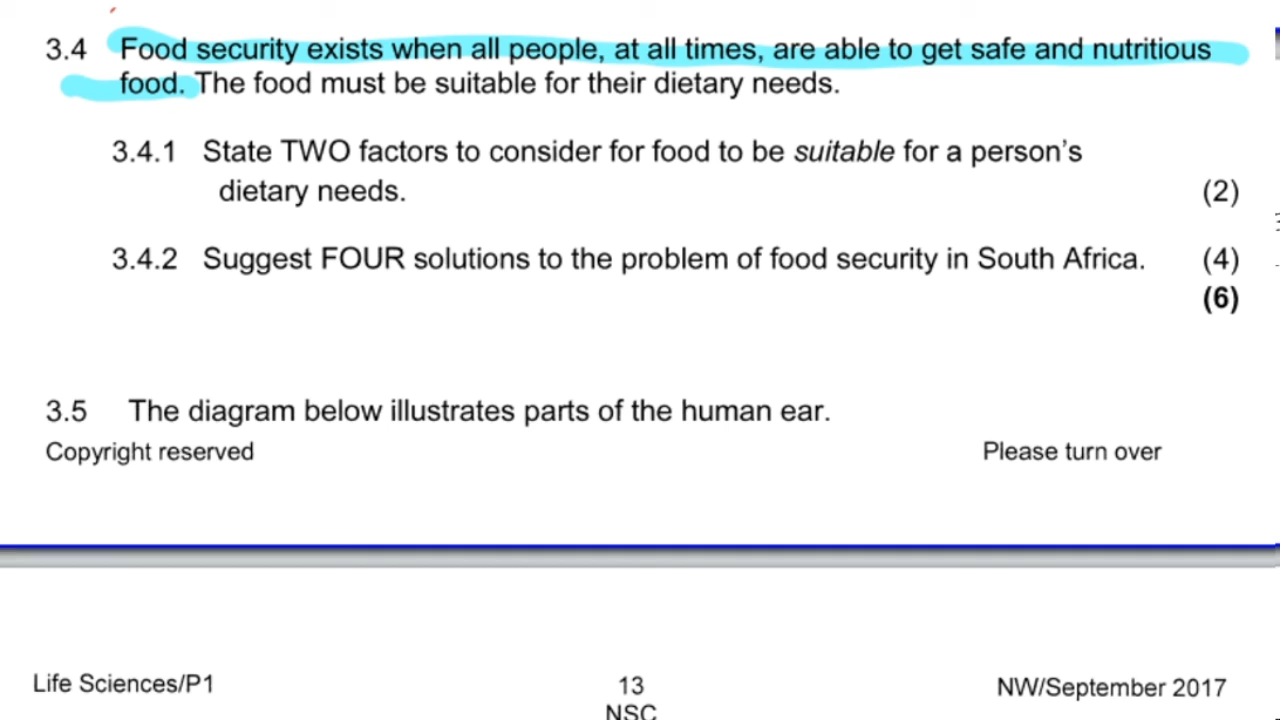 3.4 Food security exists when all people, at all times, are able to get safe and nutritious
food. The food must be suitable for their dietary needs.
3.4.1 State TWO factors to consider for food to be suitable for a person's
dietary needs. (2)
3.4.2 Suggest FOUR solutions to the problem of food security in South Africa. (4)
(6)
3.5 The diagram below illustrates parts of the human ear.
Copyright reserved Please turn over
Life Sciences/P1 13 NW/September 2017
NSC